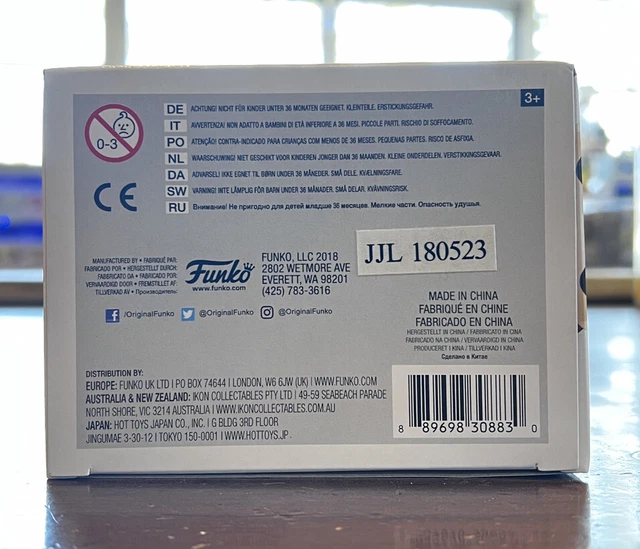 3+
0-3
DE ACHTUNG! NICHT FÜR KINDER UNTER 36 MONATEN GEEIGNET. KLEINTEILE. ERSTICKUNGSGEFAHR.
IT AVVERTENZA! NON ADATTO A BAMBINI DI ETÀ INFERIORE A 36 MESI. PICCOLE PARTI. RISCHIO DI SOFFOCAMENTO.
PO ATENÇÃO! CONTRA-INDICADO PARA CRIANÇAS COM MENOS DE 36 MESES. PEQUENAS PARTES. RISCO DE ASFIXIA.
NL WAARSCHUWING! NIET GESCHIKT VOOR KINDEREN JONGER DAN 36 MAANDEN. KLEINE ONDERDELEN. VERSTIKKINGSGEVAAR.
DA ADVARSEL! IKKE EGNET TIL BØRN UNDER 36 MÅNEDER. SMÅ DELE. KVÆLNINGSFARE.
SW VARNING! INTE LÄMPLIG FÖR BARN UNDER 36 MÅNADER. SMÅ DELAR. KVÄVNINGSRISK.
RU Внимание! Не пригодно для детей младше 36 месяцев. Мелкие части. Опасность удушья.
CE
MANUFACTURED BY • FABRIQUÉ PAR:
FABRICADO POR • HERGESTELLT DURCH:
FABBRICATO DA • FABRICADO POR:
VERVAARDIGD DOOR • FREMSTILLET AF:
TILLVERKAD AV • Производитель:
Funko
www.funko.com
FUNKO, LLC 2018
2802 WETMORE AVE
EVERETT, WA 98201
(425) 783-3616
JJL 180523
f /OriginalFunko @OriginalFunko @OriginalFunko
MADE IN CHINA
FABRIQUÉ EN CHINE
FABRICADO EN CHINA
HERGESTELLT IN CHINA / FABBRICATO IN CINA
FABRICADO NA CHINA / VERVAARDIGD IN CHINA
PRODUCERET I KINA / TILLVERKAD I KINA
Сделано в Китае
DISTRIBUTION BY:
EUROPE: FUNKO UK LTD | PO BOX 74644 | LONDON, W6 6JW (UK) | WWW.FUNKO.COM
AUSTRALIA & NEW ZEALAND: IKON COLLECTABLES PTY LTD | 49-59 SEABEACH PARADE
NORTH SHORE, VIC 3214 AUSTRALIA | WWW.IKONCOLLECTABLES.COM.AU
JAPAN: HOT TOYS JAPAN CO., INC. | G BLDG 3RD FLOOR
JINGUMAE 3-30-12 | TOKYO 150-0001 | WWW.HOTTOYS.JP
8 89698 30883 0